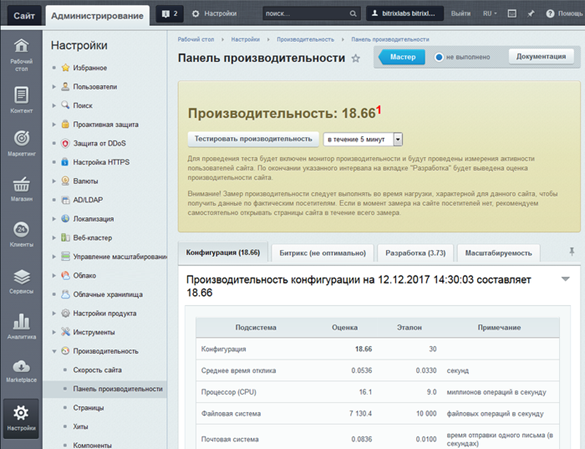 Сайт
Администрирование
2
Настройки
поиск...
bitrixlabs bitrixl...
Выйти
RU
Помощь
Рабочий стол
Контент
Маркетинг
Магазин
24
Клиенты
Сервисы
Аналитика
Marketplace
Настройки
Настройки
Избранное
Пользователи
Поиск
Проактивная защита
Защита от DDoS
Настройка HTTPS
Валюты
AD/LDAP
Локализация
Веб-кластер
Управление масштабировани
Облако
Облачные хранилища
Настройки продукта
Инструменты
Производительность
Скорость сайта
Панель производительности
Страницы
Хиты
Компоненты
Рабочий стол Настройки Производительность Панель производительности
Панель производительности
Мастер
не выполнено
Документация
Производительность: 18.66 1
Тестировать производительность
в течение 5 минут
Для проведения теста будет включен монитор производительности и будут проведены измерения активности
пользователей сайта. По окончании указанного интервала на вкладке "Разработка" будет выведена оценка
производительности сайта.
Внимание! Замер производительности следует выполнять во время нагрузки, характерной для данного сайта, чтобы
получить данные по фактическим посетителям. Если в момент замера на сайте посетителей нет, рекомендуем
самостоятельно открывать страницы сайта в течение всего замера.
Конфигурация (18.66)
Битрикс (не оптимально)
Разработка (3.73)
Масштабируемость
Производительность конфигурации на 12.12.2017 14:30:03 составляет
18.66
Подсистема Оценка Эталон Примечание
Конфигурация 18.66 30
Среднее время отклика 0.0536 0.0330 секунд
Процессор (CPU) 16.1 9.0 миллионов операций в секунду
Файловая система 7 130.4 10 000 файловых операций в секунду
Почтовая система 0.0836 0.0100 время отправки одного письма (в
секундах)